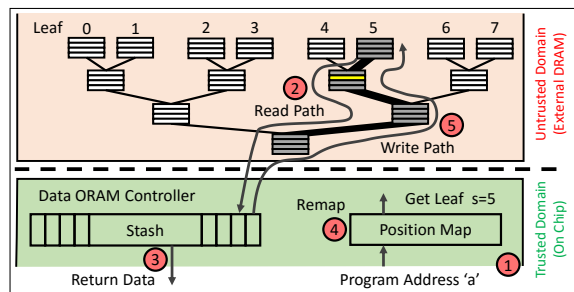 Leaf 0 1 2 3 4 5 6 7
2
Read Path
5
Write Path
Untrusted Domain
(External DRAM)
Data ORAM Controller
Stash
3
Return Data
Remap
4
Get Leaf s=5
Position Map
1
Program Address 'a'
Trusted Domain
(On Chip)